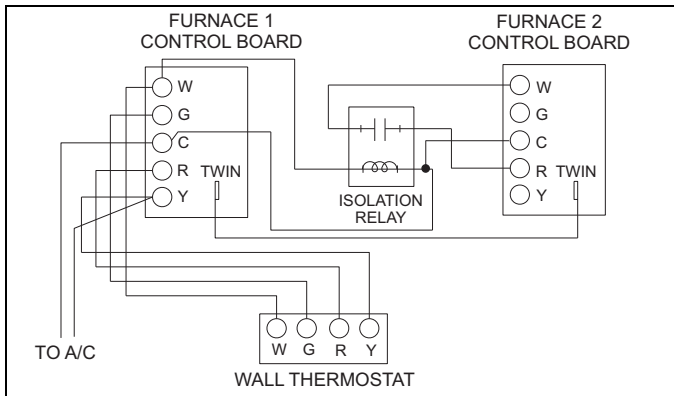 FURNACE 1
CONTROL BOARD
W
G
C
R
Y
TWIN
ISOLATION
RELAY
FURNACE 2
CONTROL BOARD
W
G
C
R
Y
TWIN
TO A/C
W G R Y
WALL THERMOSTAT